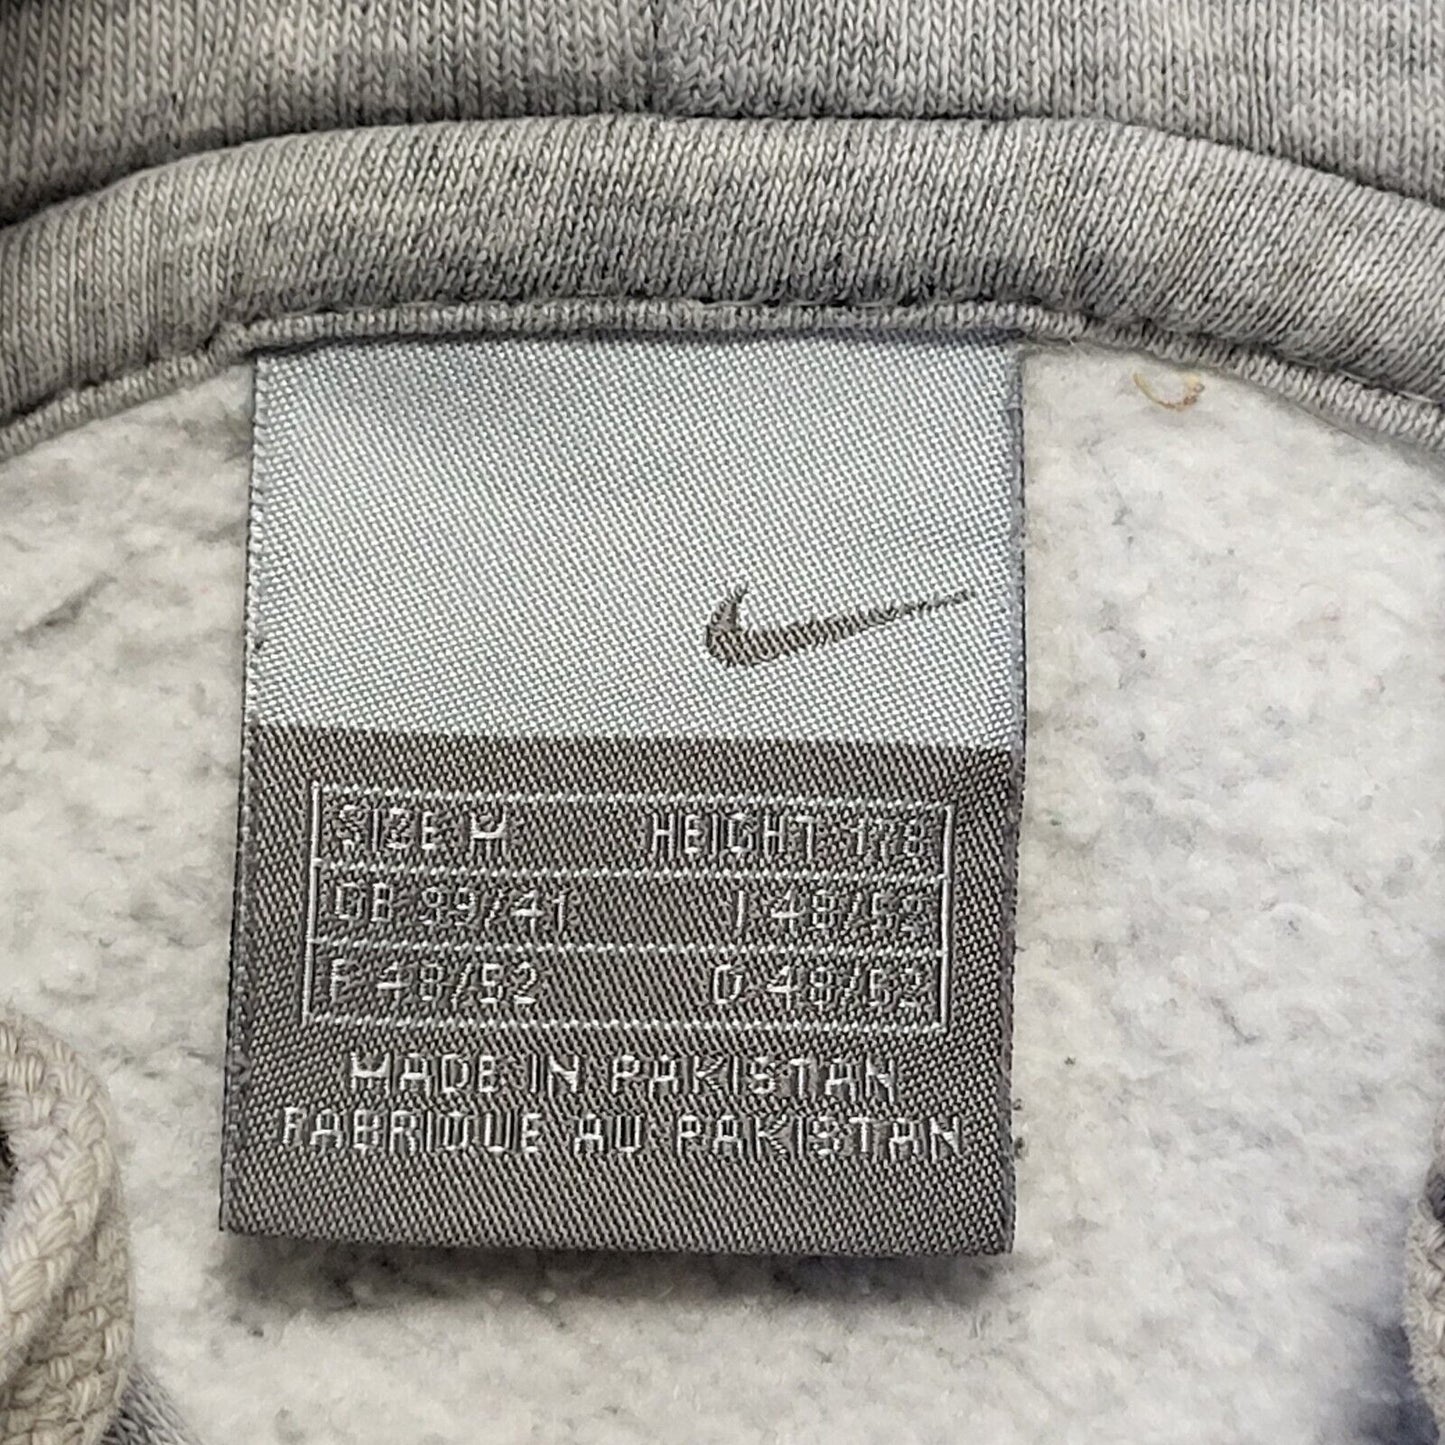 SIZE M HEIGHT 178
GB 39/41 I 48/52
F 48/52 D 48/52
MADE IN PAKISTAN
FABRIQUE AU PAKISTAN